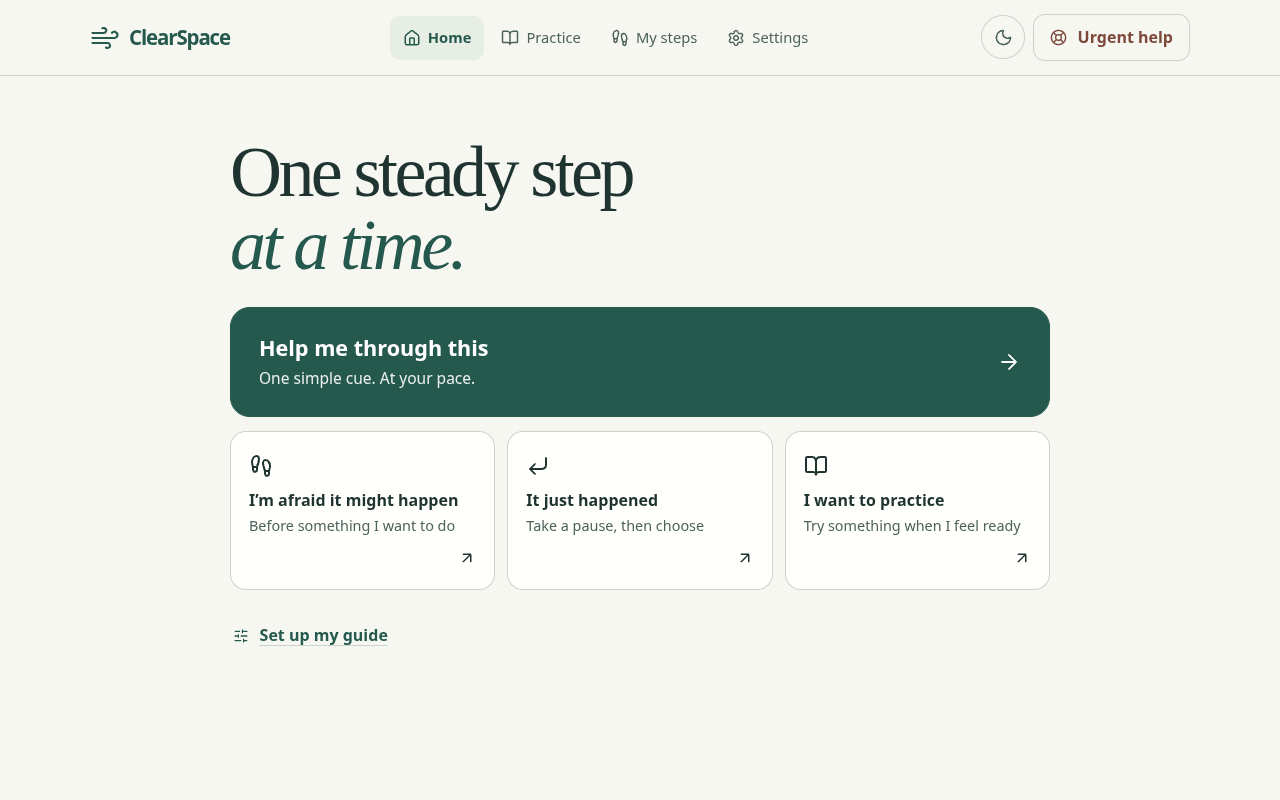 ClearSpace
Home
Practice
My steps
Settings
Urgent help
One steady step
at a time.
Help me through this
One simple cue. At your pace.
I’m afraid it might happen
Before something I want to do
It just happened
Take a pause, then choose
I want to practice
Try something when I feel ready
Set up my guide